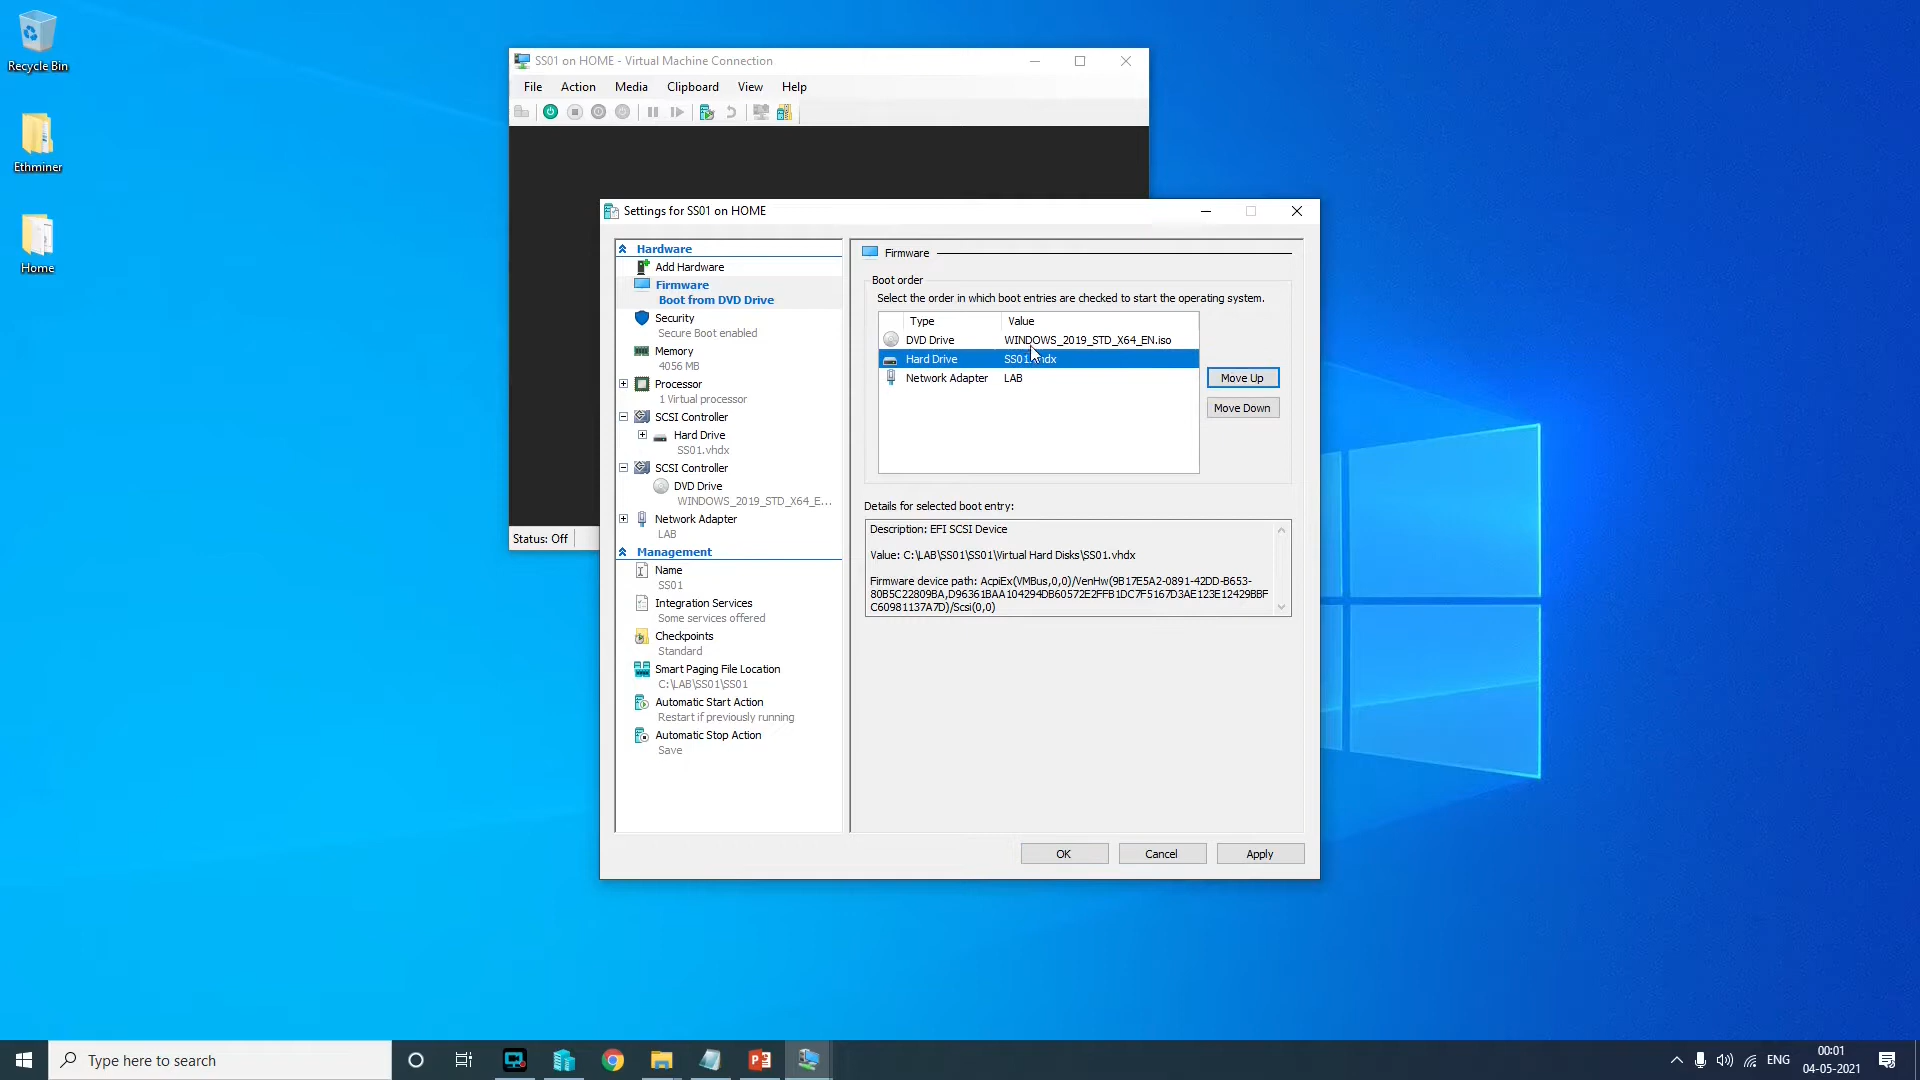 Recycle Bin
Ethminer
Home
SS01 on HOME - Virtual Machine Connection
File Action Media Clipboard View Help
Status: Off
Settings for SS01 on HOME
Hardware
Add Hardware
Firmware
Boot from DVD Drive
Security
Secure Boot enabled
Memory
4056 MB
Processor
1 Virtual processor
SCSI Controller
Hard Drive
SS01.vhdx
SCSI Controller
DVD Drive
WINDOWS_2019_STD_X64_E...
Network Adapter
LAB
Management
Name
SS01
Integration Services
Some services offered
Checkpoints
Standard
Smart Paging File Location
C:\LAB\SS01\SS01
Automatic Start Action
Restart if previously running
Automatic Stop Action
Save
Firmware
Boot order
Select the order in which boot entries are checked to start the operating system.
Type Value
DVD Drive WINDOWS_2019_STD_X64_EN.iso
Hard Drive SS01.vhdx
Network Adapter LAB
Move Up
Move Down
Details for selected boot entry:
Description: EFI SCSI Device
Value: C:\LAB\SS01\SS01\Virtual Hard Disks\SS01.vhdx
Firmware device path: AcpiEx(VMBus,0,0)/VenHw(9B17E5A2-0891-42DD-B653-
80B5C22809BA,D96361BAA104294DB60572E2FFB1DC7F5167D3AE123E12429BBF
C60981137A7D)/Scsi(0,0)
OK Cancel Apply
Type here to search
ENG
00:01
04-05-2021